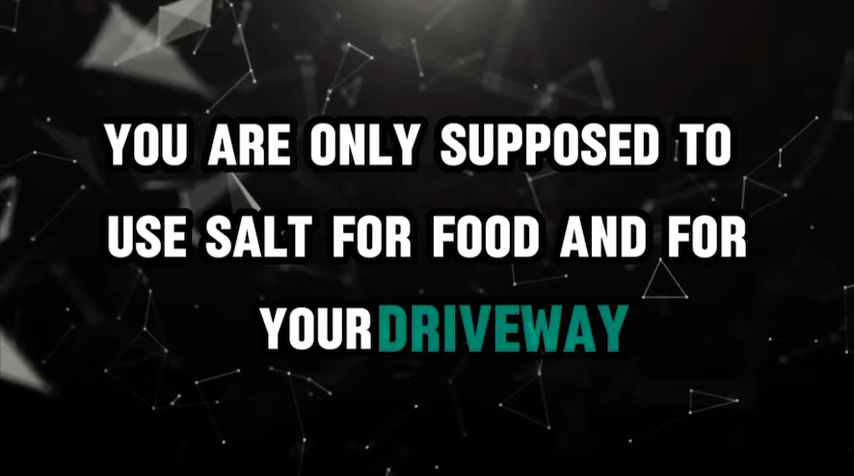 YOU ARE ONLY SUPPOSED TO
USE SALT FOR FOOD AND FOR
YOUR DRIVEWAY